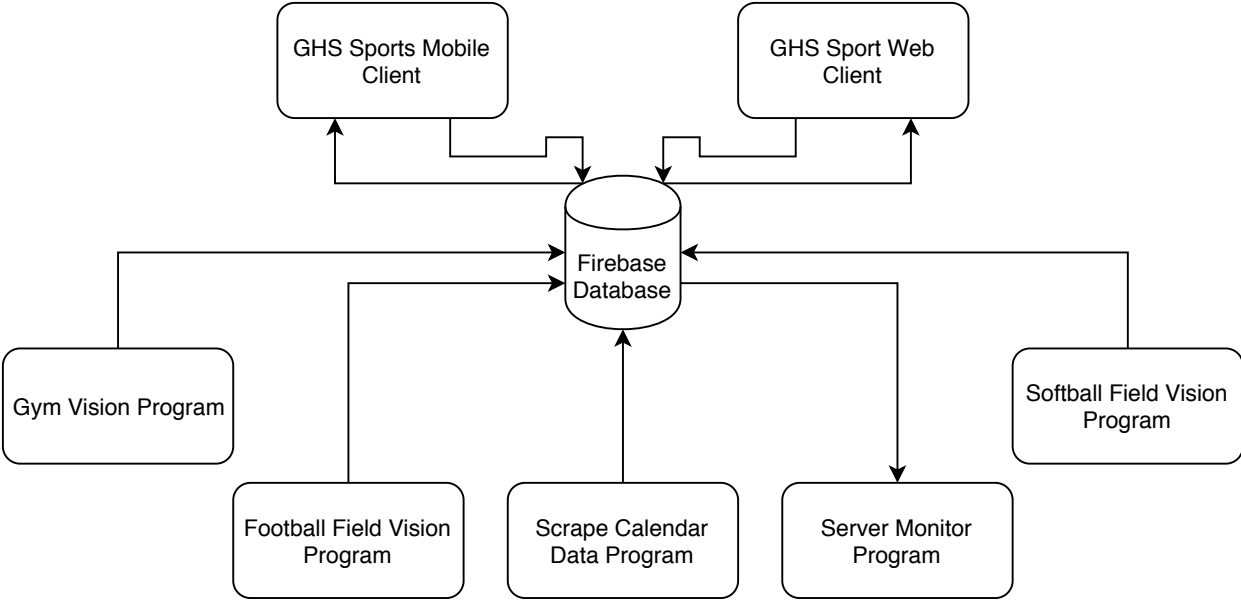 GHS Sports Mobile
Client
GHS Sport Web
Client
Firebase
Database
Gym Vision Program
Softball Field Vision
Program
Football Field Vision
Program
Scrape Calendar
Data Program
Server Monitor
Program